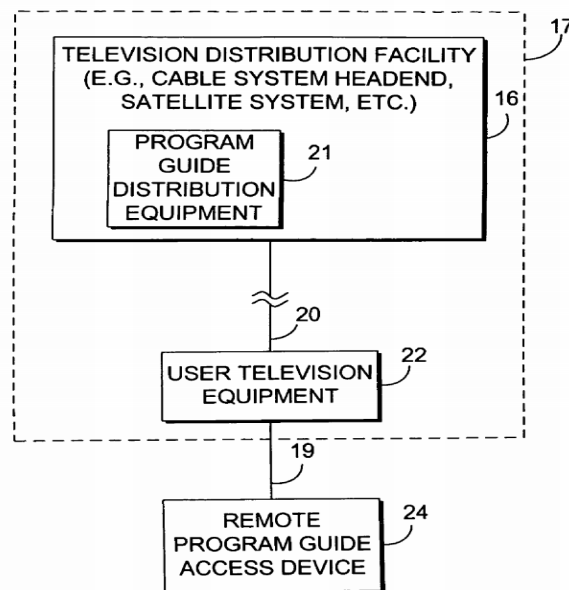 17
TELEVISION DISTRIBUTION FACILITY
(E.G., CABLE SYSTEM HEADEND,
SATELLITE SYSTEM, ETC.)
16
PROGRAM
GUIDE
DISTRIBUTION
EQUIPMENT
21
20
22
USER TELEVISION
EQUIPMENT
19
24
REMOTE
PROGRAM GUIDE
ACCESS DEVICE